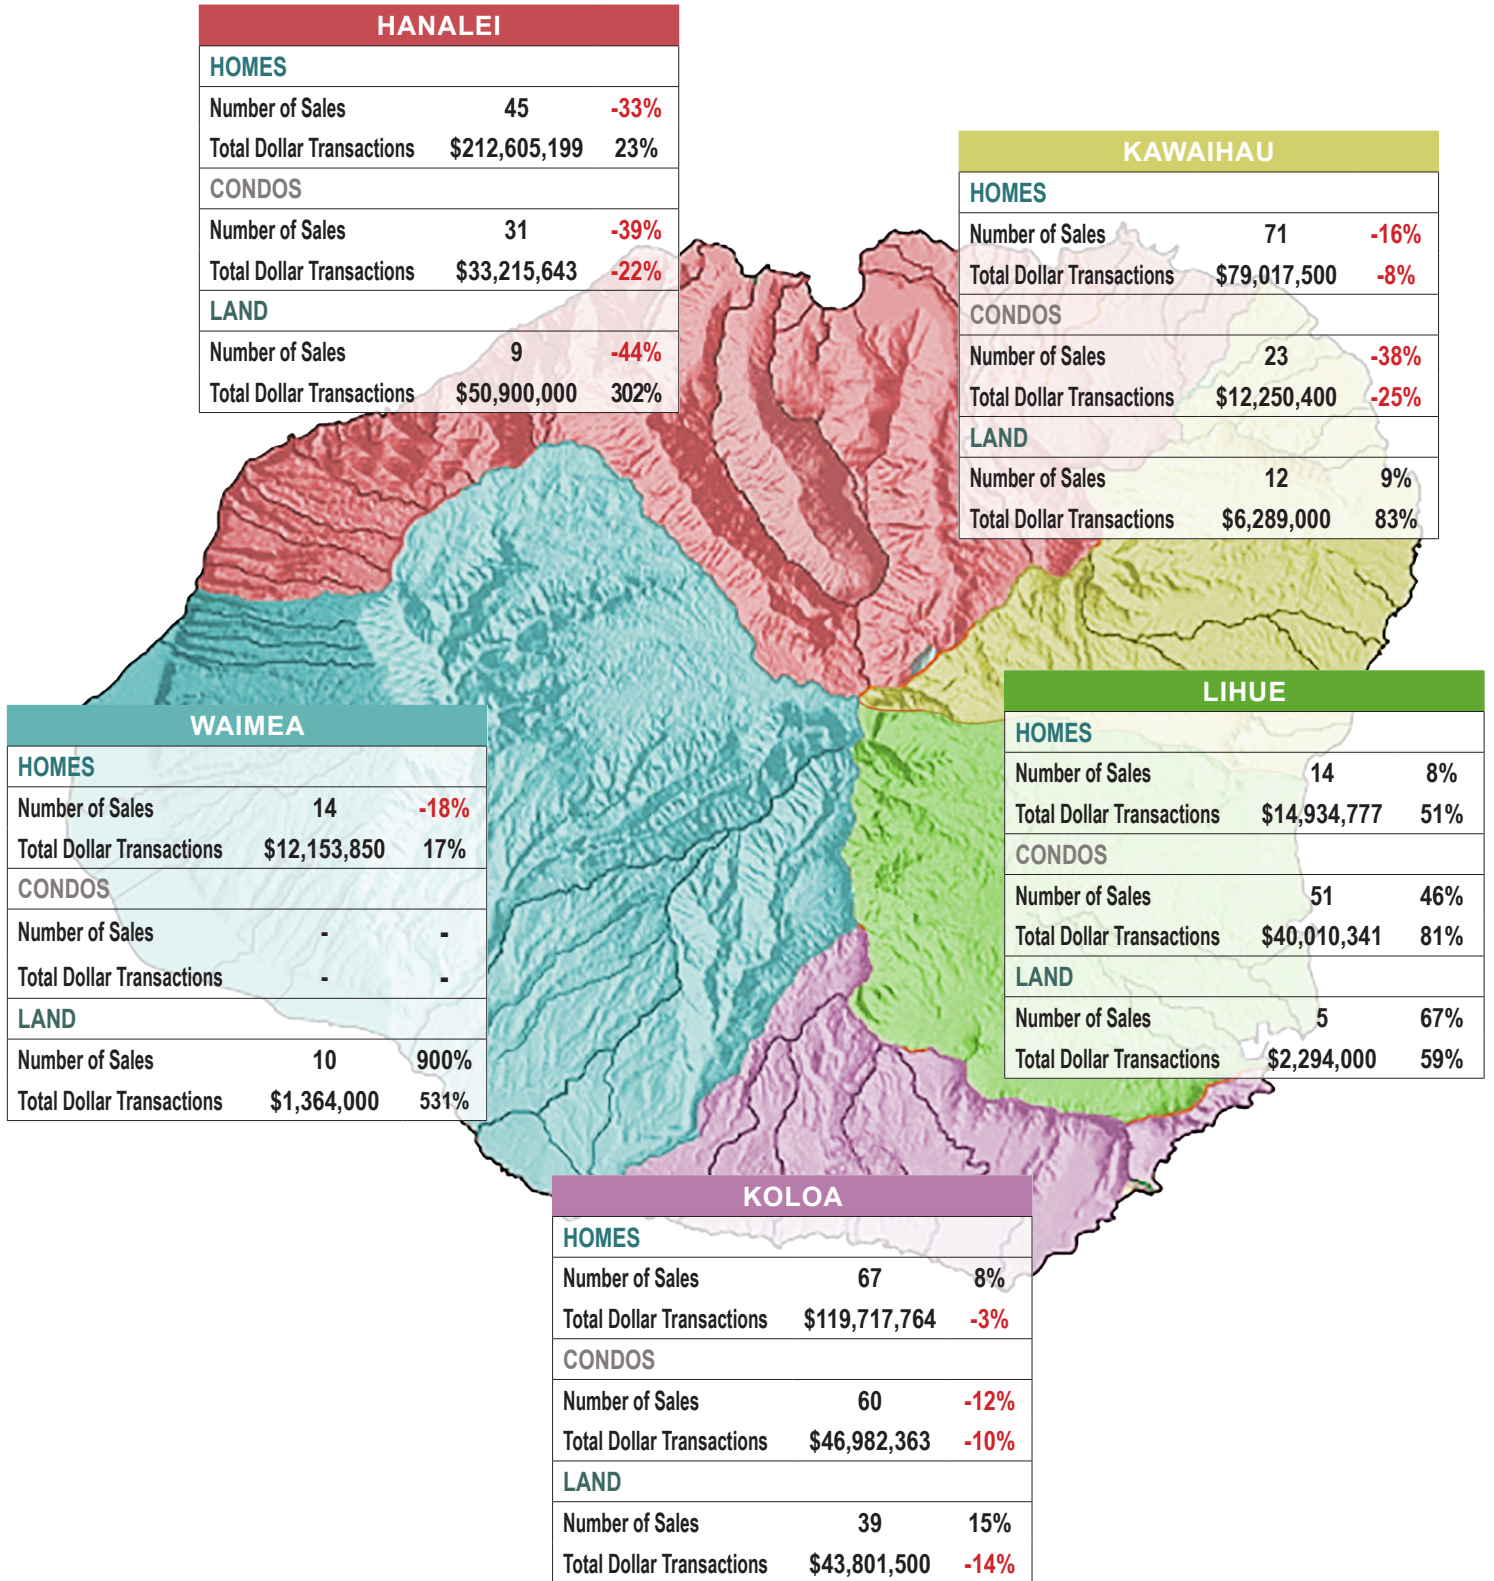 HANALEI
HOMES
Number of Sales 45 -33%
Total Dollar Transactions $212,605,199 23%
CONDOS
Number of Sales 31 -39%
Total Dollar Transactions $33,215,643 -22%
LAND
Number of Sales 9 -44%
Total Dollar Transactions $50,900,000 302%
KAWAIHAU
HOMES
Number of Sales 71 -16%
Total Dollar Transactions $79,017,500 -8%
CONDOS
Number of Sales 23 -38%
Total Dollar Transactions $12,250,400 -25%
LAND
Number of Sales 12 9%
Total Dollar Transactions $6,289,000 83%
WAIMEA
HOMES
Number of Sales 14 -18%
Total Dollar Transactions $12,153,850 17%
CONDOS
Number of Sales - -
Total Dollar Transactions - -
LAND
Number of Sales 10 900%
Total Dollar Transactions $1,364,000 531%
LIHUE
HOMES
Number of Sales 14 8%
Total Dollar Transactions $14,934,777 51%
CONDOS
Number of Sales 51 46%
Total Dollar Transactions $40,010,341 81%
LAND
Number of Sales 5 67%
Total Dollar Transactions $2,294,000 59%
KOLOA
HOMES
Number of Sales 67 8%
Total Dollar Transactions $119,717,764 -3%
CONDOS
Number of Sales 60 -12%
Total Dollar Transactions $46,982,363 -10%
LAND
Number of Sales 39 15%
Total Dollar Transactions $43,801,500 -14%